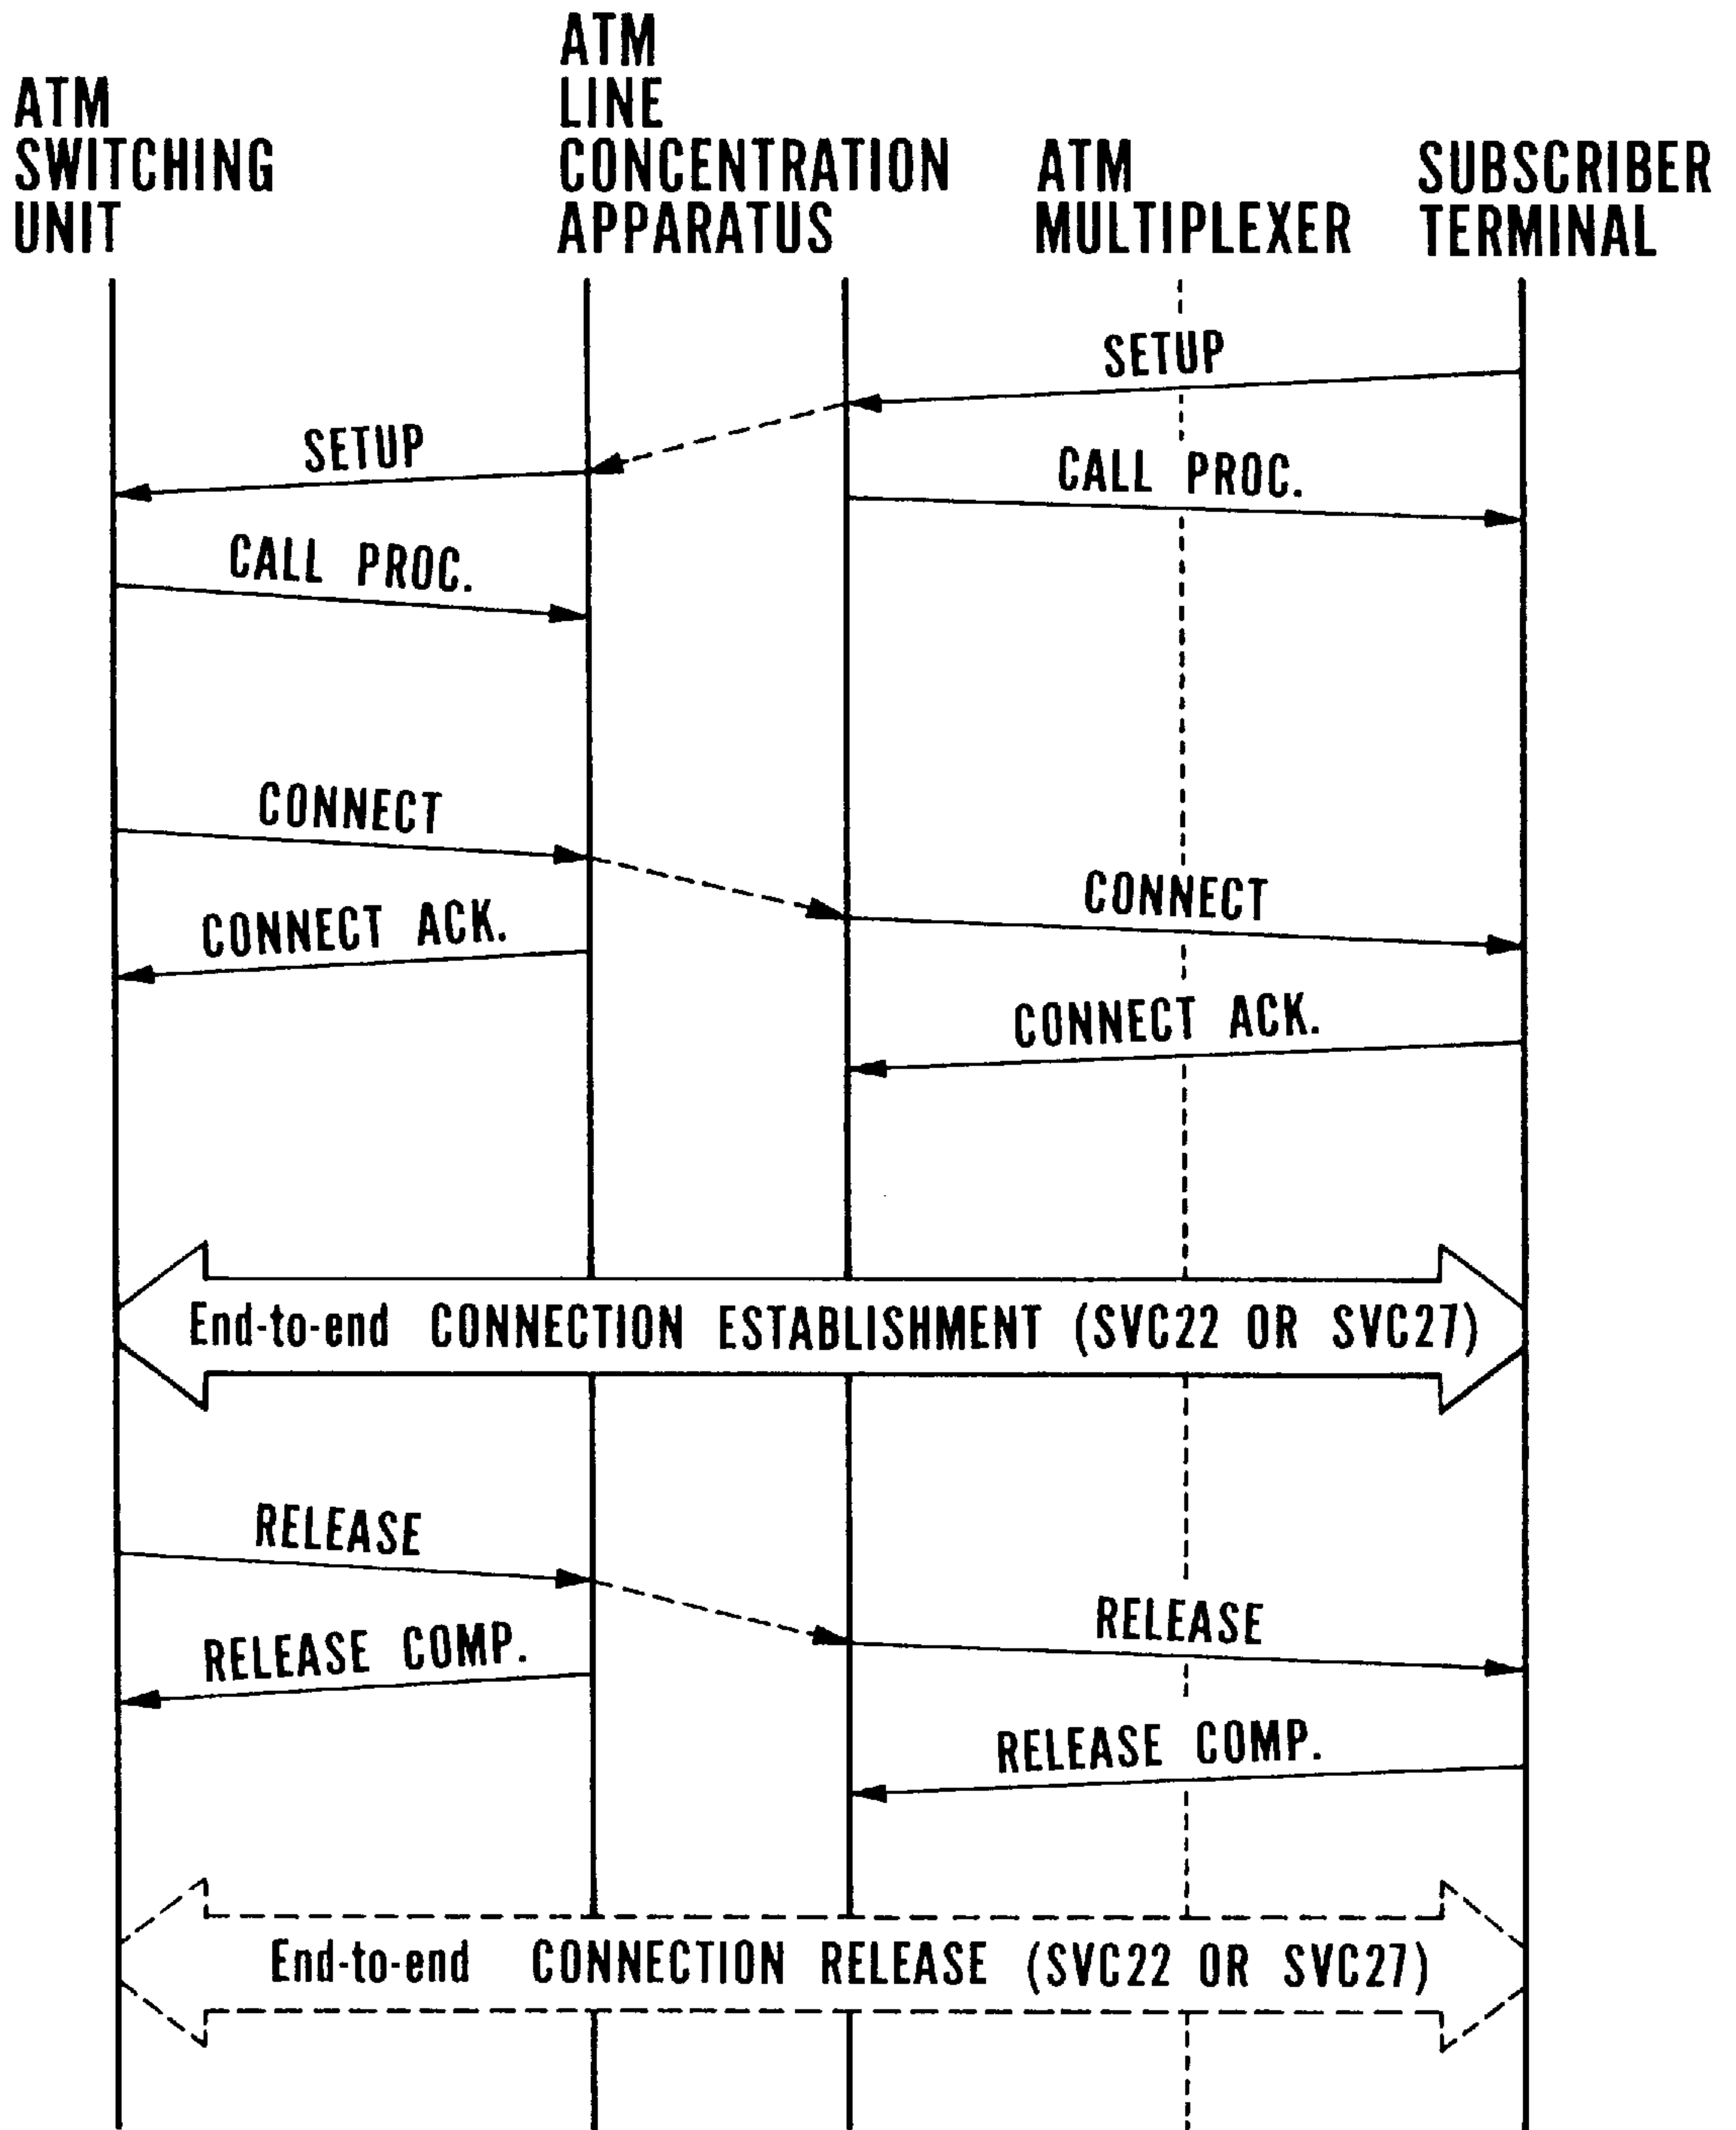 ATM
SWITCHING
UNIT
ATM
LINE
CONCENTRATION
APPARATUS
ATM
MULTIPLEXER
SUBSCRIBER
TERMINAL
SETUP
SETUP
CALL PROC.
CALL PROC.
CONNECT
CONNECT
CONNECT ACK.
CONNECT ACK.
End-to-end CONNECTION ESTABLISHMENT (SVC22 OR SVC27)
RELEASE
RELEASE
RELEASE COMP.
RELEASE COMP.
End-to-end CONNECTION RELEASE (SVC22 OR SVC27)